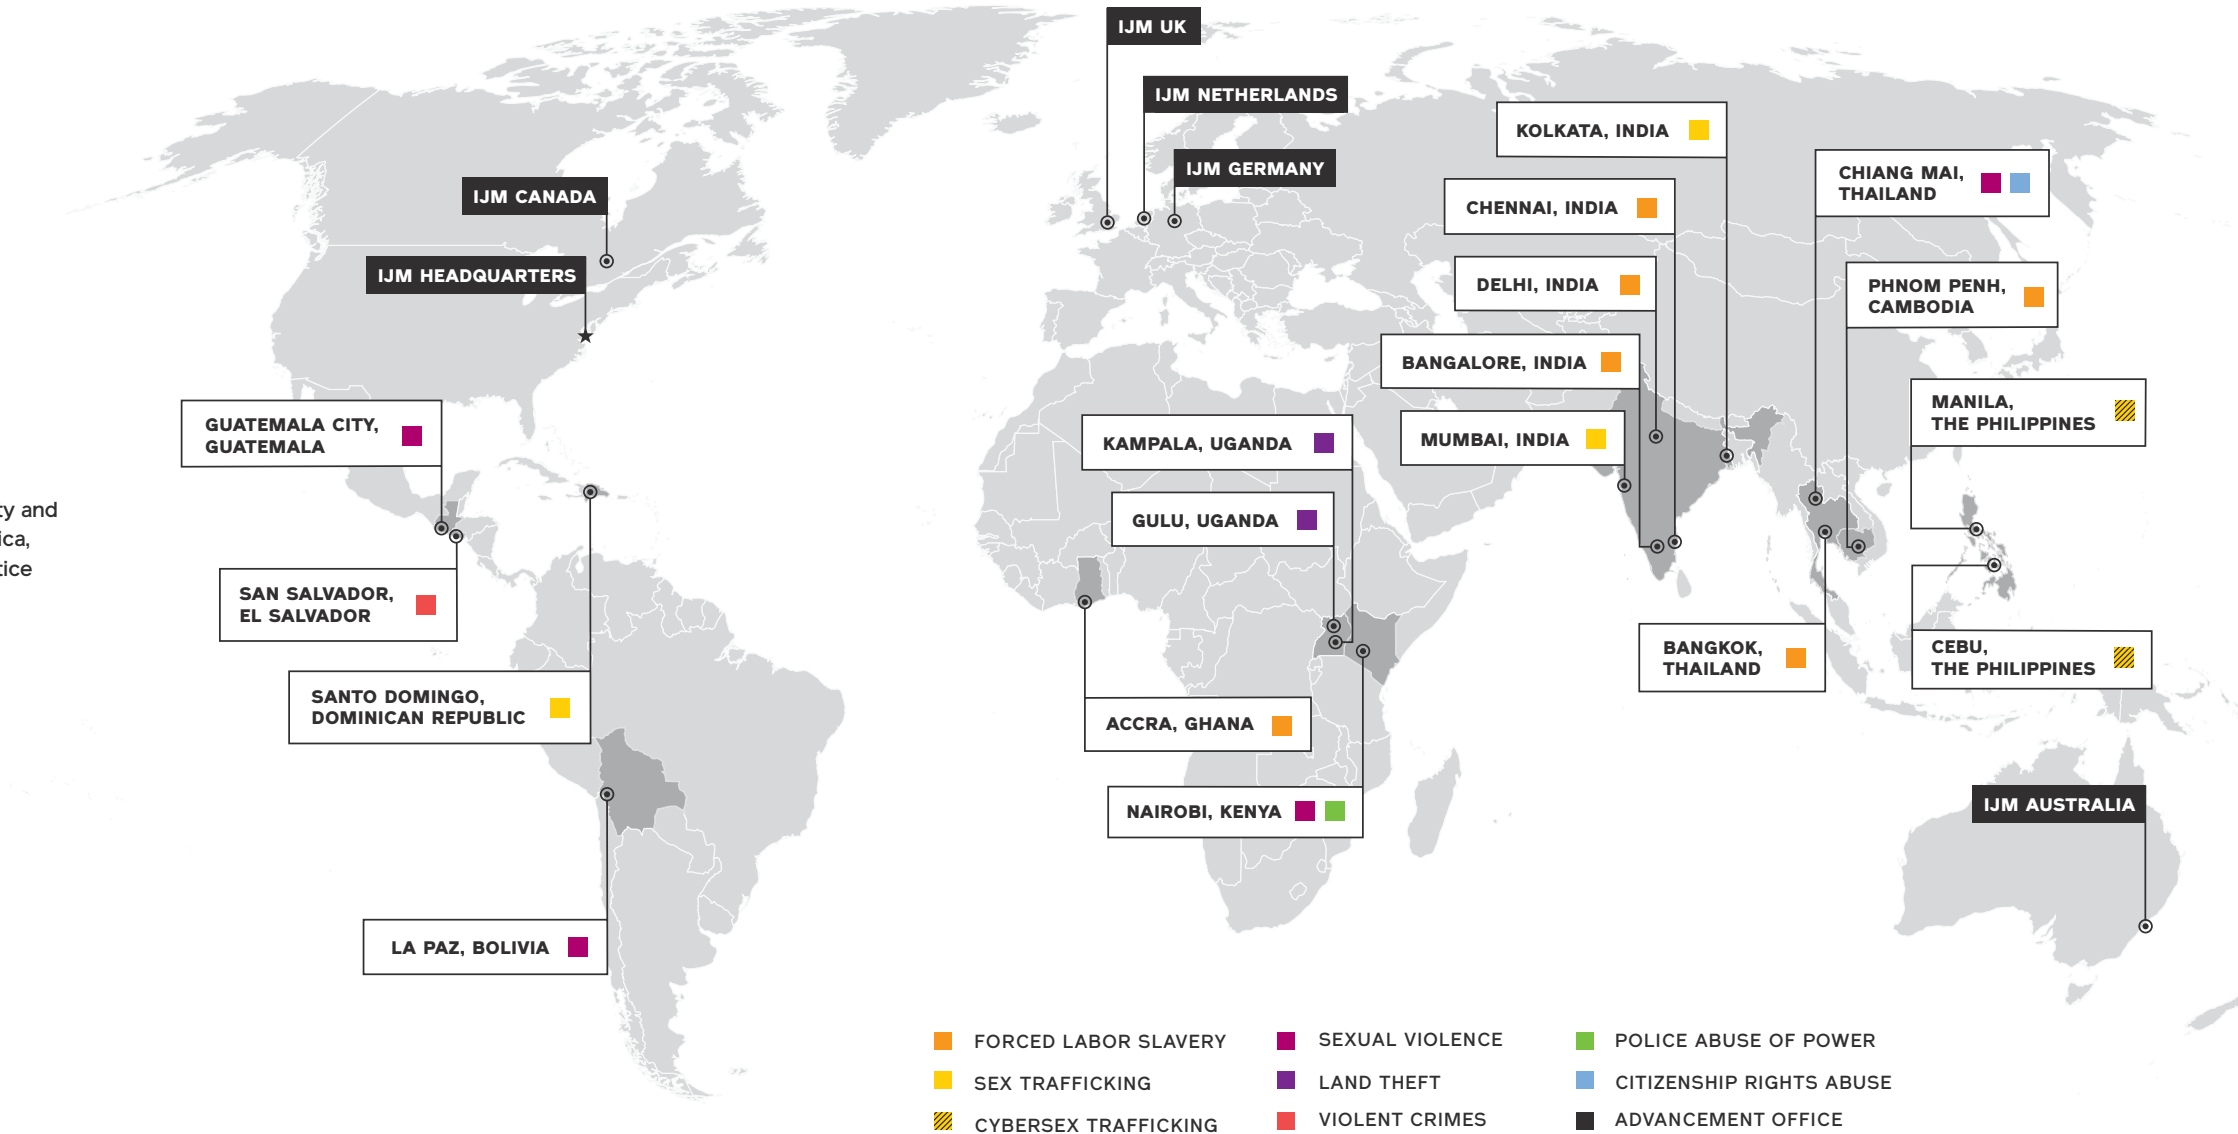 IJM UK
IJM NETHERLANDS
IJM GERMANY
IJM CANADA
IJM HEADQUARTERS
KOLKATA, INDIA
CHENNAI, INDIA
DELHI, INDIA
BANGALORE, INDIA
MUMBAI, INDIA
CHIANG MAI,
THAILAND
PHNOM PENH,
CAMBODIA
MANILA,
THE PHILIPPINES
GUATEMALA CITY,
GUATEMALA
KAMPALA, UGANDA
GULU, UGANDA
ty and
ica,
tice
SAN SALVADOR,
EL SALVADOR
SANTO DOMINGO,
DOMINICAN REPUBLIC
ACCRA, GHANA
BANGKOK,
THAILAND
CEBU,
THE PHILIPPINES
NAIROBI, KENYA
IJM AUSTRALIA
LA PAZ, BOLIVIA
FORCED LABOR SLAVERY
SEX TRAFFICKING
CYBERSEX TRAFFICKING
SEXUAL VIOLENCE
LAND THEFT
VIOLENT CRIMES
POLICE ABUSE OF POWER
CITIZENSHIP RIGHTS ABUSE
ADVANCEMENT OFFICE